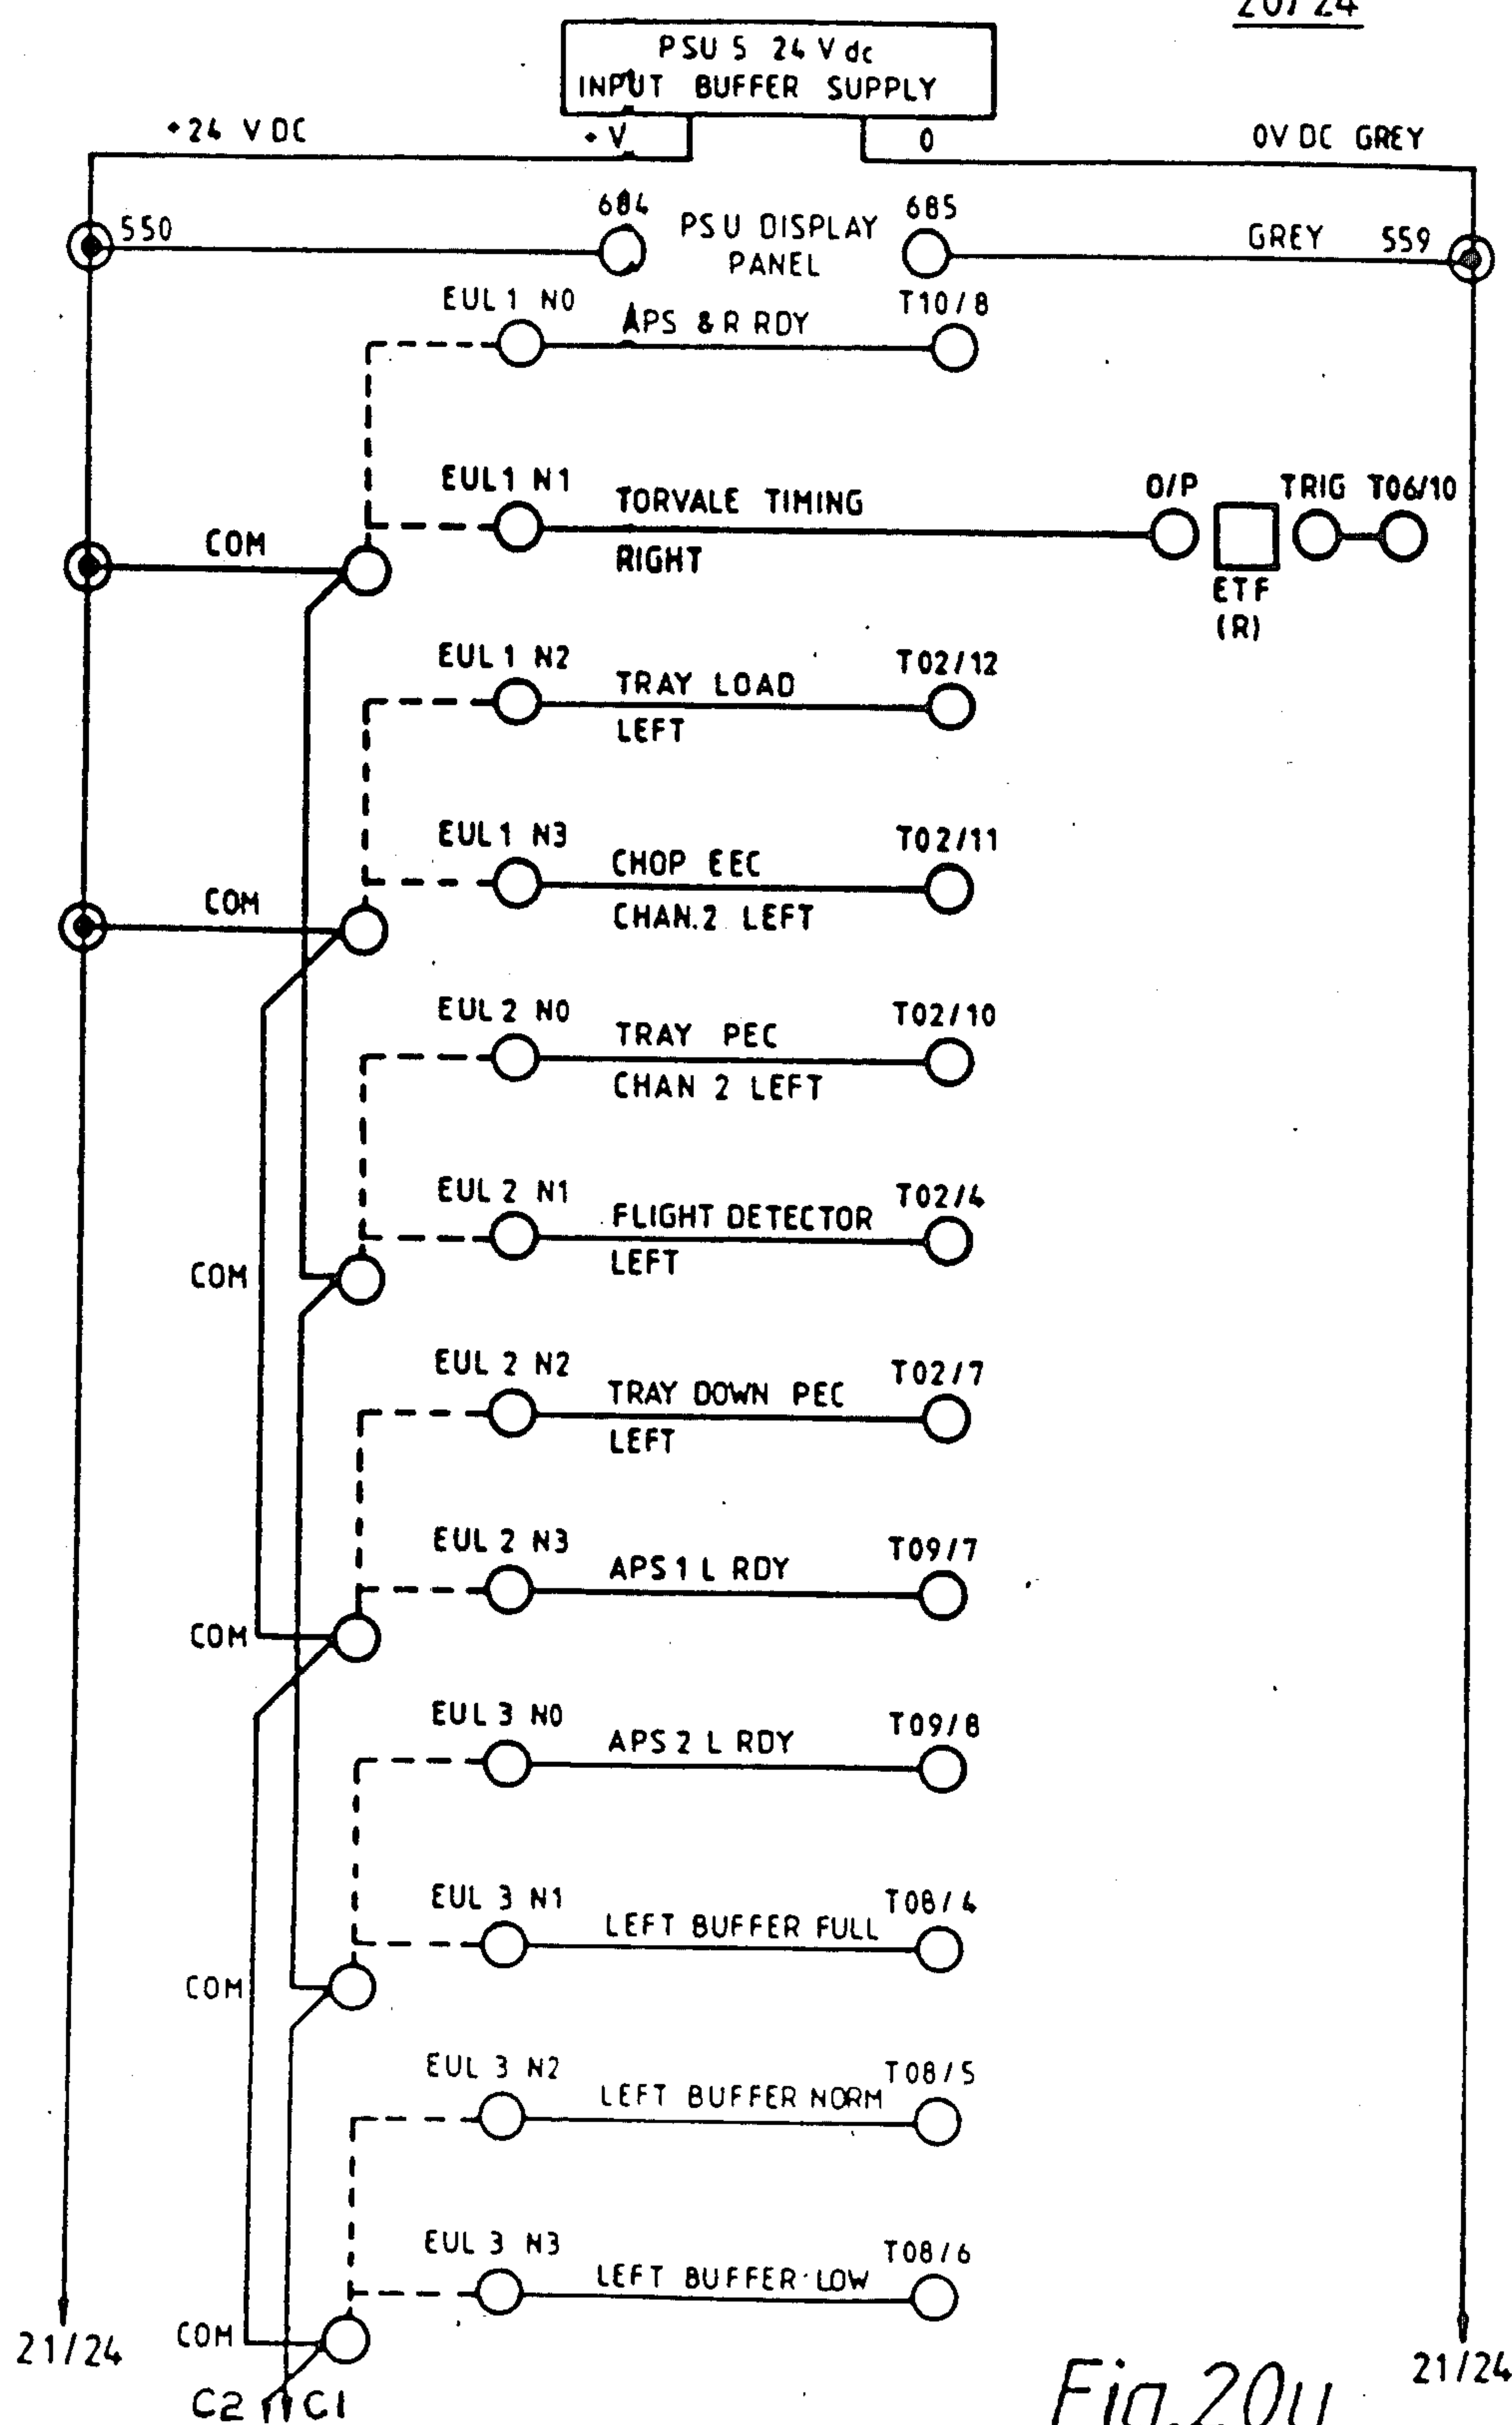 20/24
PSU 5 24 V dc
INPUT BUFFER SUPPLY
+24 V DC
+V
0
0V DC GREY
550
684
PSU DISPLAY
PANEL
685
GREY 559
EUL 1 N0
APS & R RDY
T10/8
EUL 1 N1
TORVALE TIMING
RIGHT
O/P
TRIG
T06/10
ETF
(R)
COM
EUL 1 N2
TRAY LOAD
LEFT
T02/12
EUL 1 N3
CHOP EEC
CHAN.2 LEFT
T02/11
COM
EUL 2 N0
TRAY PEC
CHAN 2 LEFT
T02/10
EUL 2 N1
FLIGHT DETECTOR
LEFT
T02/4
COM
EUL 2 N2
TRAY DOWN PEC
LEFT
T02/7
EUL 2 N3
APS 1 L RDY
T09/7
COM
EUL 3 N0
APS 2 L RDY
T09/8
EUL 3 N1
LEFT BUFFER FULL
T08/4
COM
EUL 3 N2
LEFT BUFFER NORM
T08/5
EUL 3 N3
LEFT BUFFER LOW
T08/6
COM
21/24
C2
C1
21/24
Fig.20u